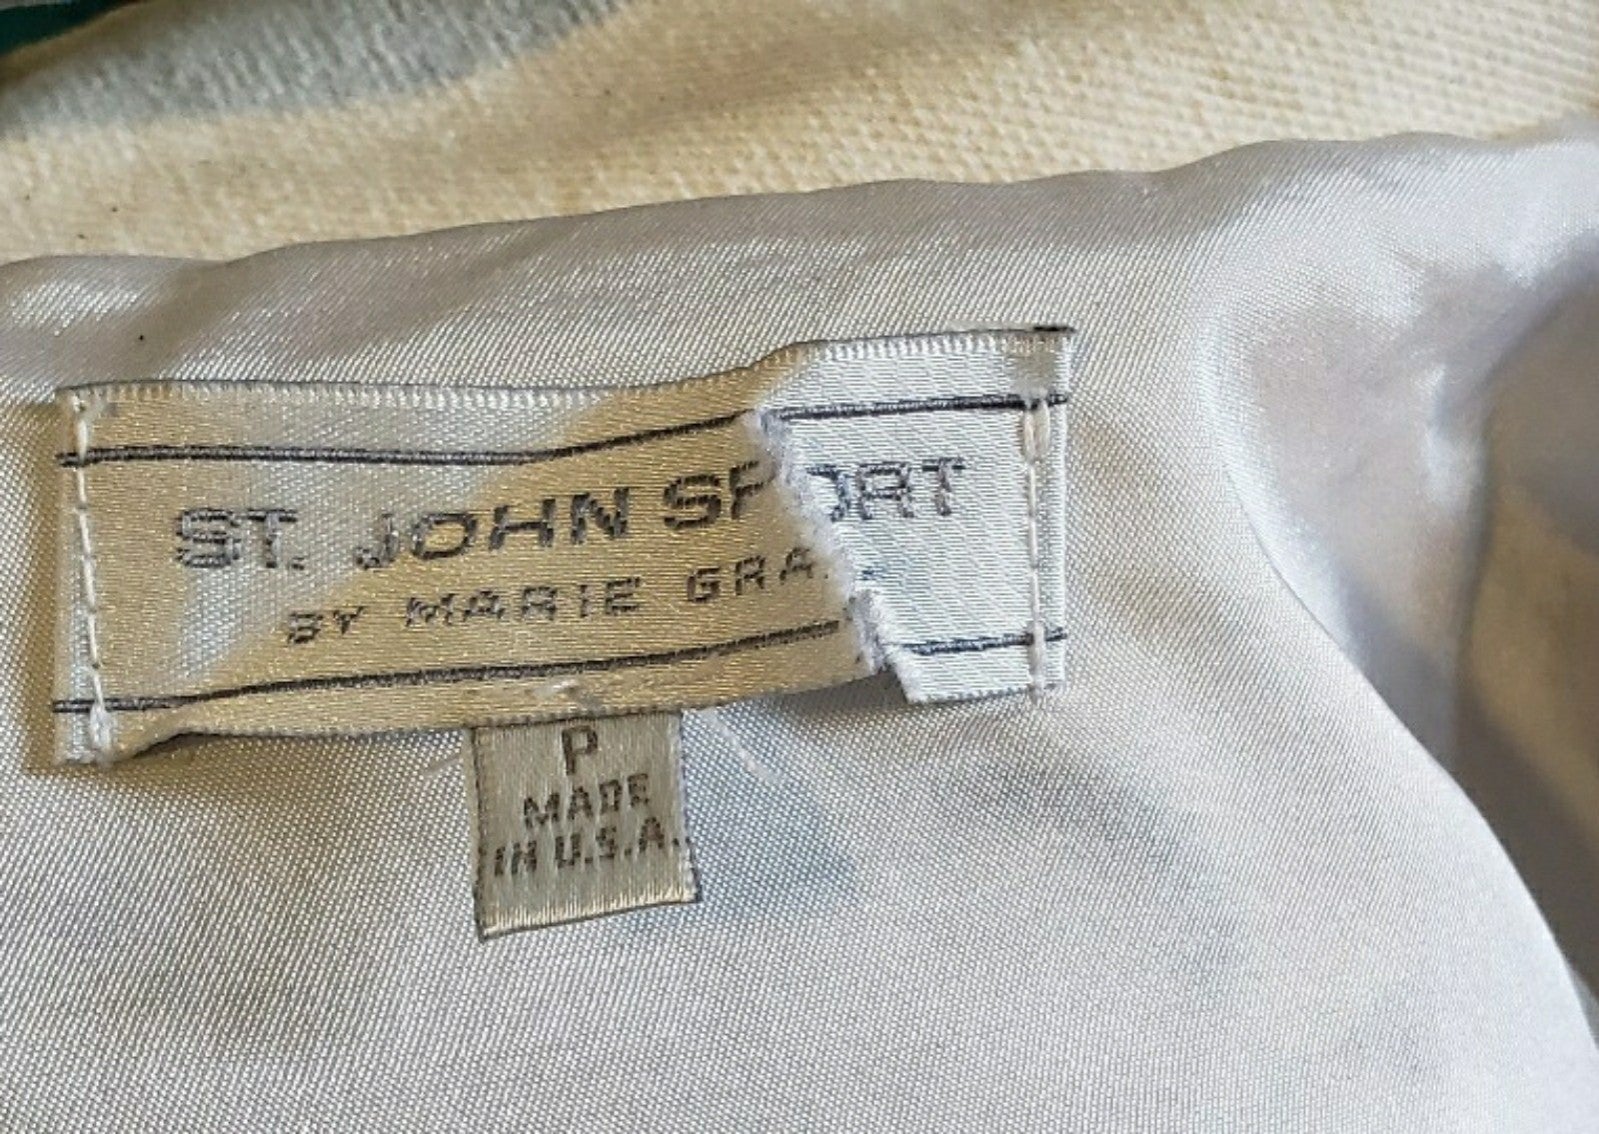 ST. JOHN SPORT
BY MARIE GRA
P
MADE
IN U.S.A.